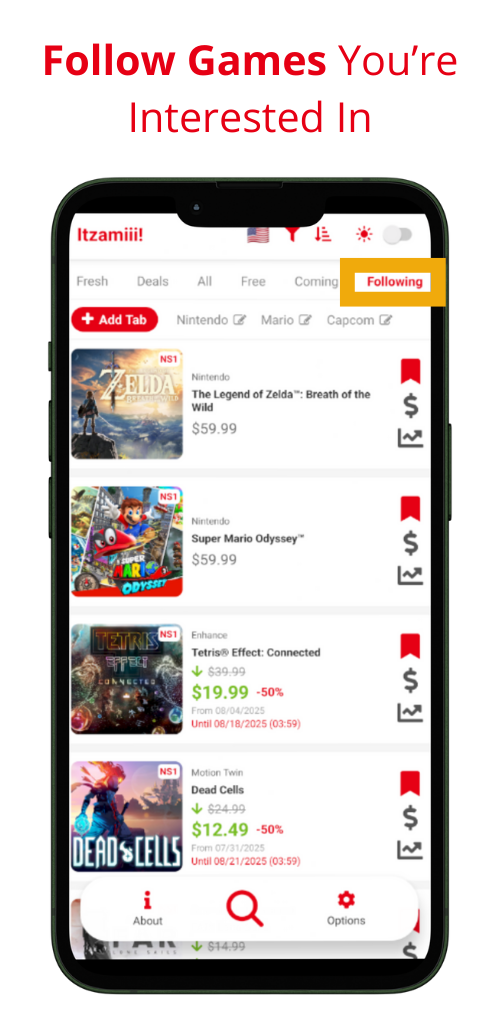 Follow Games You’re
Interested In
Itzamiii!
Fresh Deals All Free Coming Following
Add Tab Nintendo Mario Capcom
NS1
ZELDA
Nintendo
The Legend of Zelda™: Breath of the
Wild
$59.99
NS1
SUPER
MARIO
ODYSSEY
Nintendo
Super Mario Odyssey™
$59.99
NS1
TETRIS
EFFECT
CONNECTED
Enhance
Tetris® Effect: Connected
$39.99
$19.99 -50%
From 08/04/2025
Until 08/18/2025 (03:59)
NS1
DEAD CELLS
Motion Twin
Dead Cells
$24.99
$12.49 -50%
From 07/31/2025
Until 08/21/2025 (03:59)
About
Options
$14.99